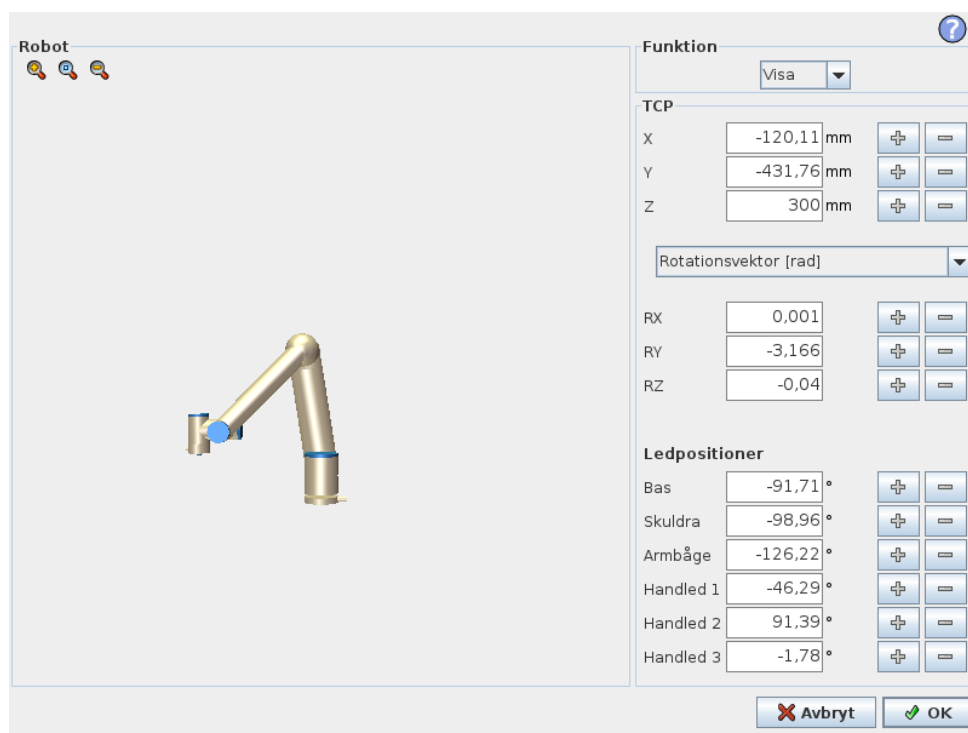 Robot
Funktion
?
Visa
TCP
X -120,11 mm
Y -431,76 mm
Z 300 mm
Rotationsvektor [rad]
RX 0,001
RY -3,166
RZ -0,04
Ledpositioner
Bas -91,71 °
Skuldra -98,96 °
Armbåge -126,22 °
Handled 1 -46,29 °
Handled 2 91,39 °
Handled 3 -1,78 °
Avbryt
OK